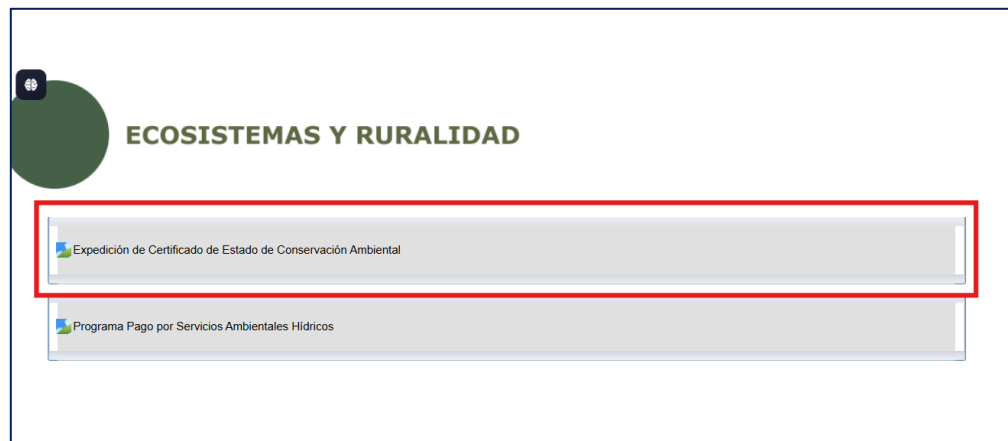 ECOSISTEMAS Y RURALIDAD
Expedición de Certificado de Estado de Conservación Ambiental
Programa Pago por Servicios Ambientales Hídricos